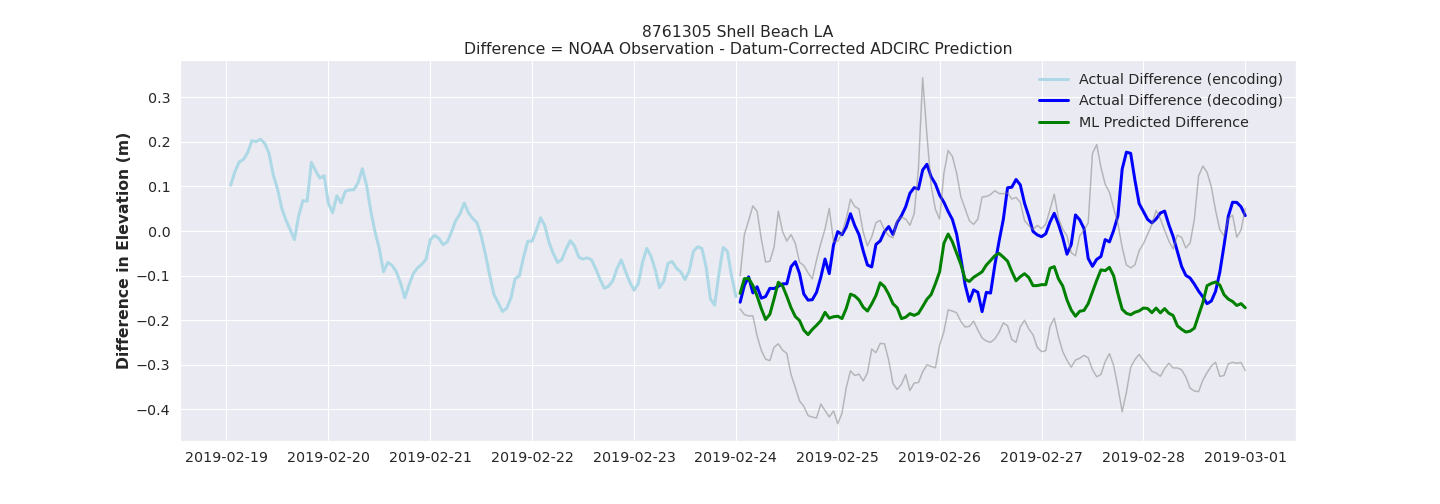 8761305 Shell Beach LA
Difference = NOAA Observation - Datum-Corrected ADCIRC Prediction
Difference in Elevation (m)
0.3
0.2
0.1
0.0
−0.1
−0.2
−0.3
−0.4
Actual Difference (encoding)
Actual Difference (decoding)
ML Predicted Difference
2019-02-19 2019-02-20 2019-02-21 2019-02-22 2019-02-23 2019-02-24 2019-02-25 2019-02-26 2019-02-27 2019-02-28 2019-03-01